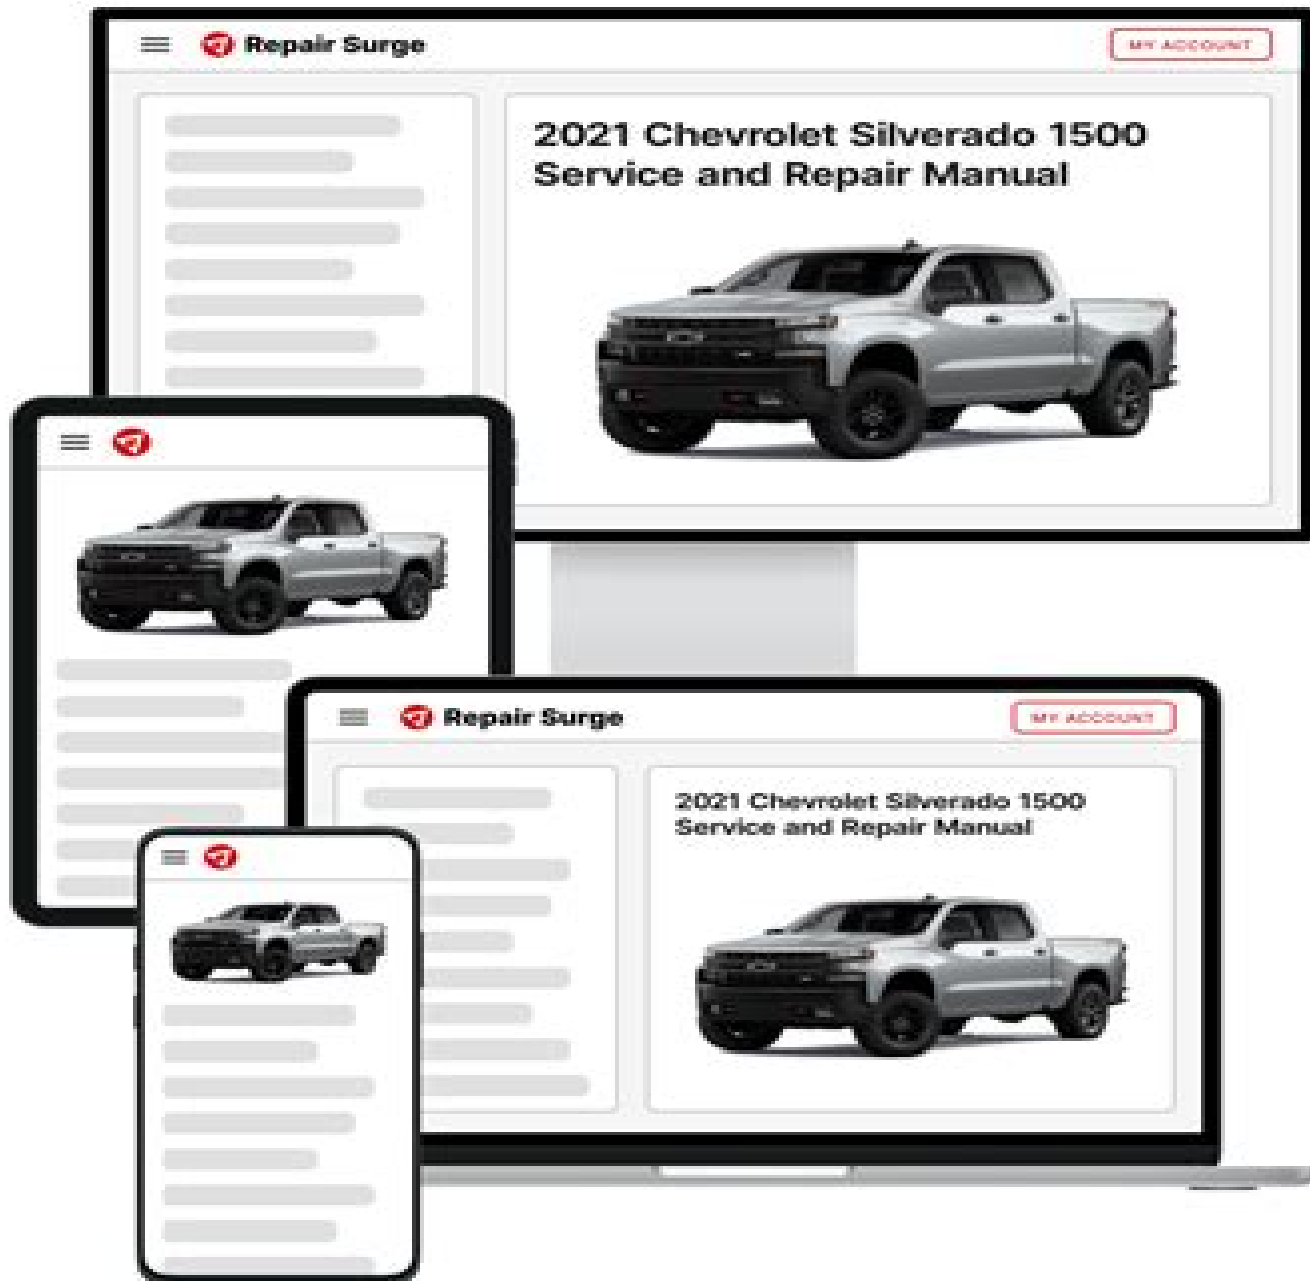 Repair Surge
MY ACCOUNT
2021 Chevrolet Silverado 1500
Service and Repair Manual
Repair Surge
MY ACCOUNT
2021 Chevrolet Silverado 1500
Service and Repair Manual